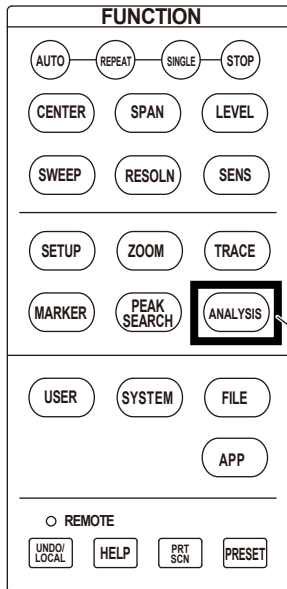 FUNCTION
AUTO REPEAT SINGLE STOP
CENTER SPAN LEVEL
SWEEP RESOLN SENS
SETUP ZOOM TRACE
MARKER PEAK SEARCH ANALYSIS
USER SYSTEM FILE
APP
REMOTE
UNDO/LOCAL HELP PRT SCN PRESET